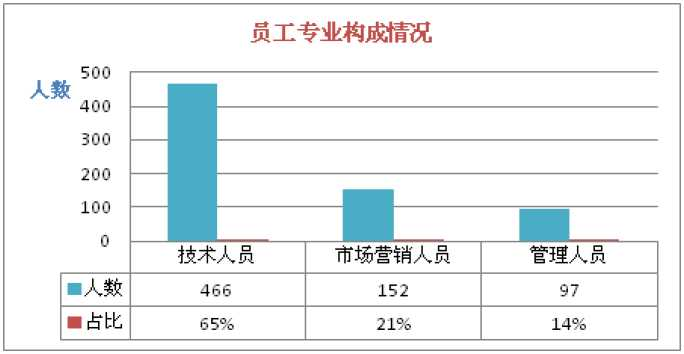 员工专业构成情况
人数
500
400
300
200
100
0
技术人员 市场营销人员 管理人员
人数 466 152 97
占比 65% 21% 14%